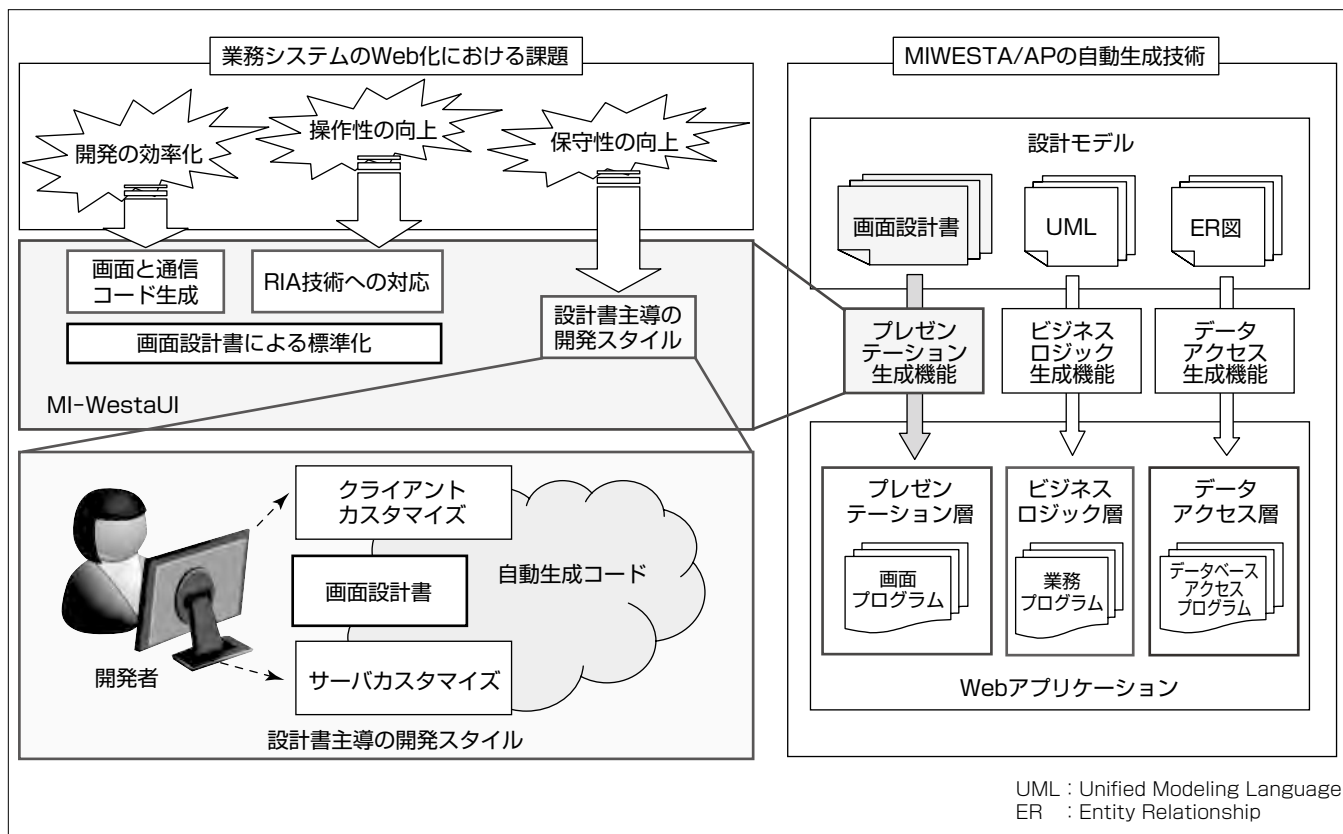 業務システムのWeb化における課題
開発の効率化
操作性の向上
保守性の向上
画面と通信
コード生成
RIA技術への対応
画面設計書による標準化
設計書主導の
開発スタイル
MI-WestaUI
クライアント
カスタマイズ
画面設計書
サーバカスタマイズ
自動生成コード
開発者
設計書主導の開発スタイル
MIWESTA/APの自動生成技術
設計モデル
画面設計書
UML
ER図
プレゼン
テーション
生成機能
ビジネス
ロジック
生成機能
データ
アクセス
生成機能
プレゼン
テーション層
画面
プログラム
ビジネス
ロジック層
業務
プログラム
データ
アクセス層
データベース
アクセス
プログラム
Webアプリケーション
UML：Unified Modeling Language
ER ：Entity Relationship